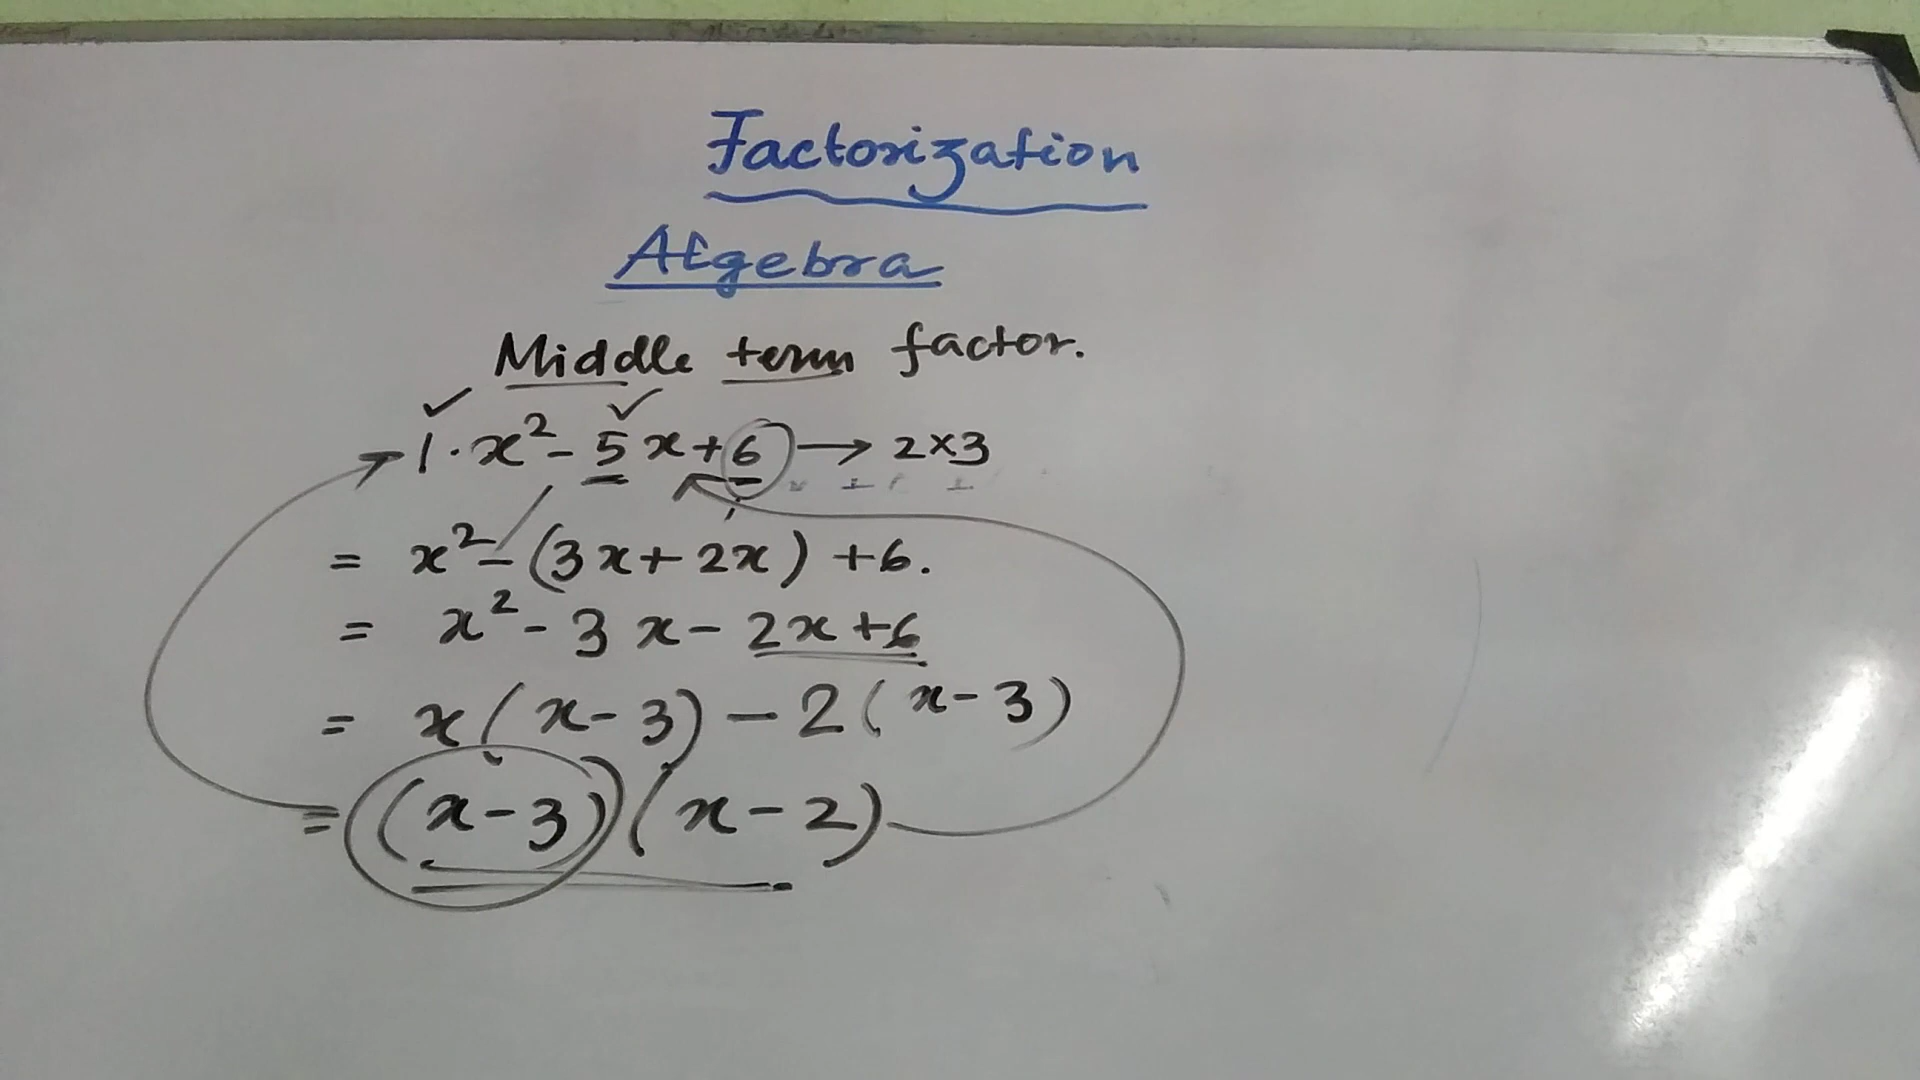 Factorization
Algebra
Middle term factor.
1·x² - 5x + 6 → 2×3
= x² - (3x + 2x) + 6.
= x² - 3x - 2x + 6
= x(x - 3) - 2(x - 3)
= (x - 3)(x - 2)